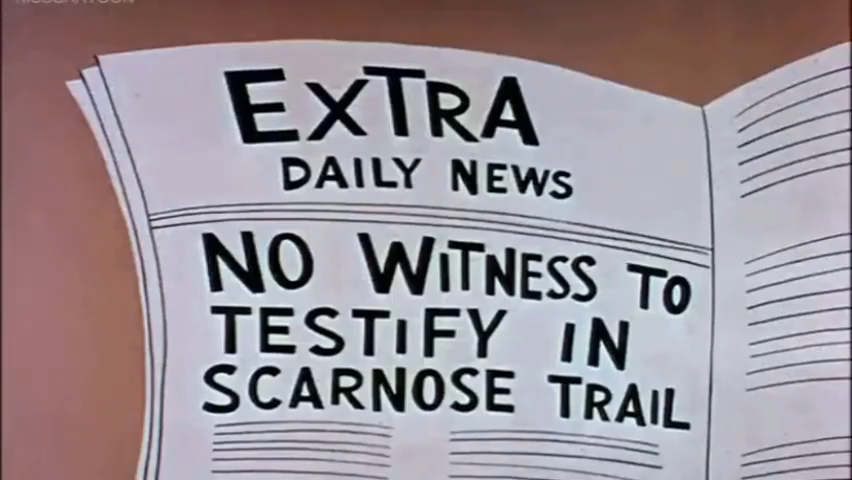 EXTRA
DAILY NEWS
NO WITNESS TO
TESTIFY IN
SCARNOSE TRAIL